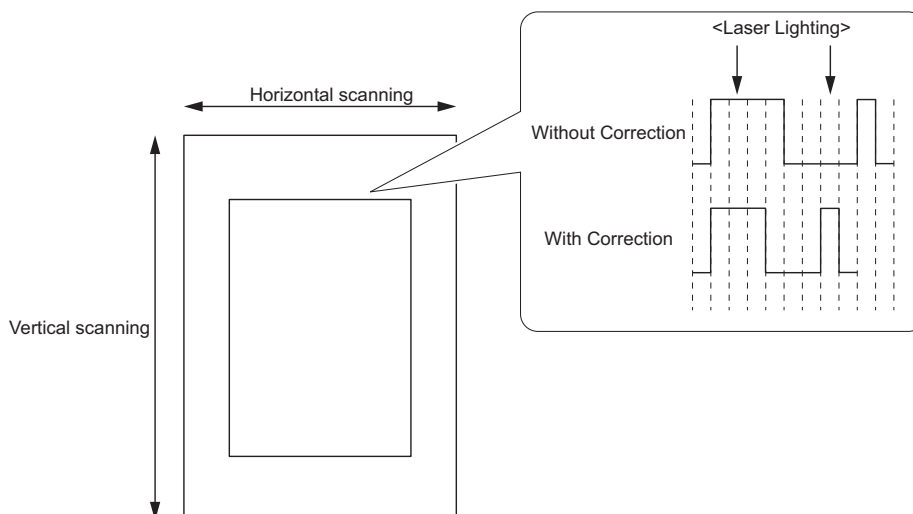 <Laser Lighting>
Horizontal scanning
Without Correction
With Correction
Vertical scanning